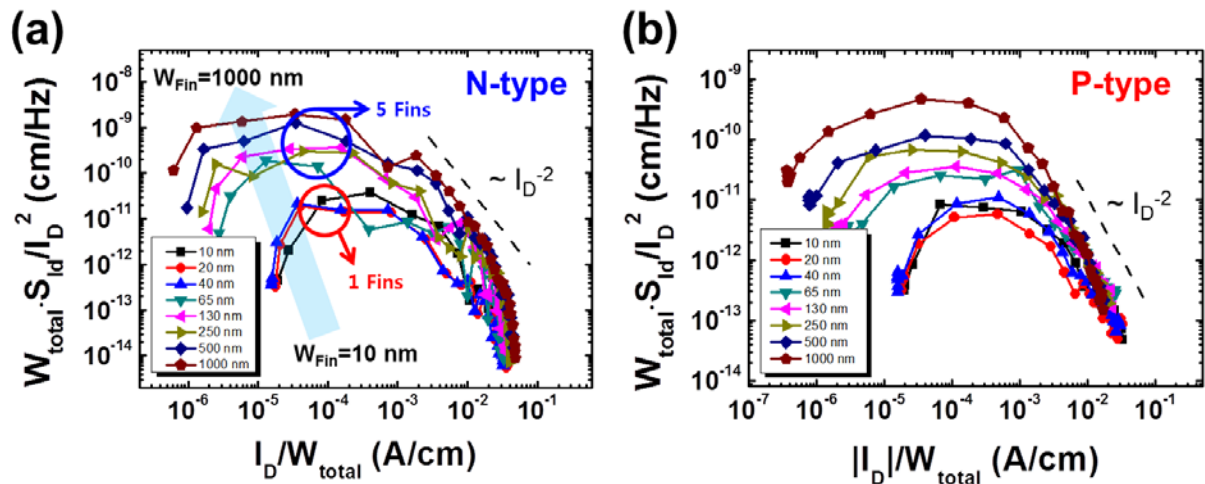 (a)
W_total·S_Id/I_D^2 (cm/Hz)
10^-8
10^-9
10^-10
10^-11
10^-12
10^-13
10^-14
W_Fin=1000 nm
N-type
5 Fins
~ I_D^-2
1 Fins
W_Fin=10 nm
10 nm
20 nm
40 nm
65 nm
130 nm
250 nm
500 nm
1000 nm
10^-6 10^-5 10^-4 10^-3 10^-2 10^-1
I_D/W_total (A/cm)
(b)
W_total·S_Id/I_D^2 (cm/Hz)
10^-9
10^-10
10^-11
10^-12
10^-13
10^-14
P-type
~ I_D^-2
10 nm
20 nm
40 nm
65 nm
130 nm
250 nm
500 nm
1000 nm
10^-7 10^-6 10^-5 10^-4 10^-3 10^-2 10^-1
|I_D|/W_total (A/cm)